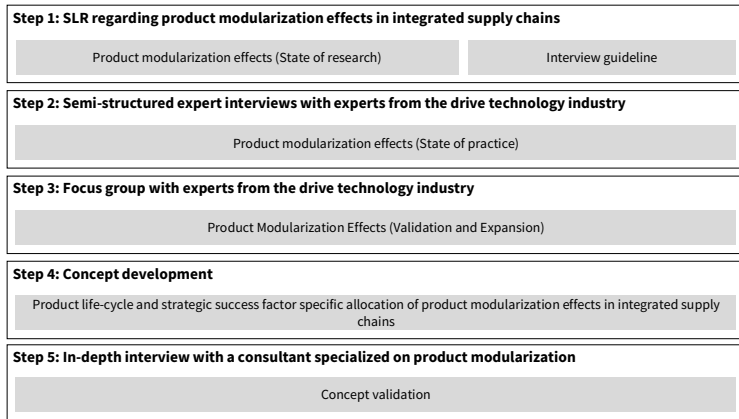 Step 1: SLR regarding product modularization effects in integrated supply chains
Product modularization effects (State of research)
Interview guideline
Step 2: Semi-structured expert interviews with experts from the drive technology industry
Product modularization effects (State of practice)
Step 3: Focus group with experts from the drive technology industry
Product Modularization Effects (Validation and Expansion)
Step 4: Concept development
Product life-cycle and strategic success factor specific allocation of product modularization effects in integrated supply
chains
Step 5: In-depth interview with a consultant specialized on product modularization
Concept validation